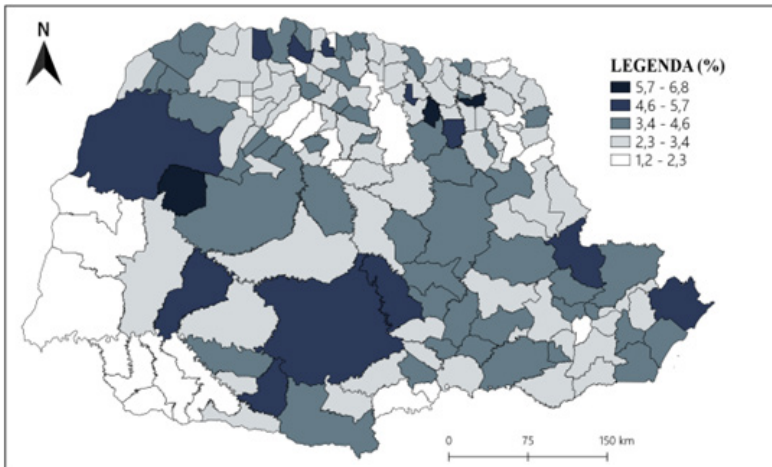 N
LEGENDA (%)
5,7 - 6,8
4,6 - 5,7
3,4 - 4,6
2,3 - 3,4
1,2 - 2,3
0 75 150 km